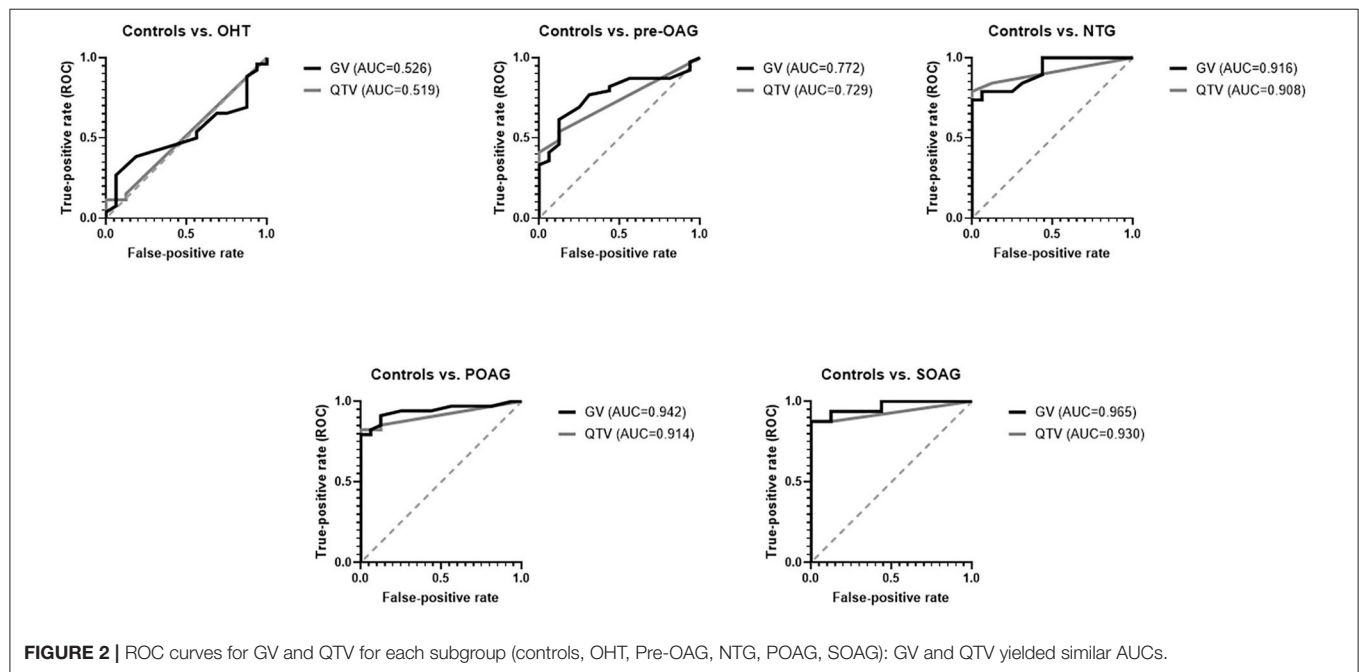 Controls vs. OHT
True-positive rate (ROC)
1.0
0.5
0.0
0.0 0.5 1.0
False-positive rate
GV (AUC=0.526)
QTV (AUC=0.519)
Controls vs. pre-OAG
True-positive rate (ROC)
1.0
0.5
0.0
0.0 0.5 1.0
False-positive rate
GV (AUC=0.772)
QTV (AUC=0.729)
Controls vs. NTG
True-positive rate (ROC)
1.0
0.5
0.0
0.0 0.5 1.0
False-positive rate
GV (AUC=0.916)
QTV (AUC=0.908)
Controls vs. POAG
True-positive rate (ROC)
1.0
0.5
0.0
0.0 0.5 1.0
False-positive rate
GV (AUC=0.942)
QTV (AUC=0.914)
Controls vs. SOAG
True-positive rate (ROC)
1.0
0.5
0.0
0.0 0.5 1.0
False-positive rate
GV (AUC=0.965)
QTV (AUC=0.930)
FIGURE 2 | ROC curves for GV and QTV for each subgroup (controls, OHT, Pre-OAG, NTG, POAG, SOAG): GV and QTV yielded similar AUCs.